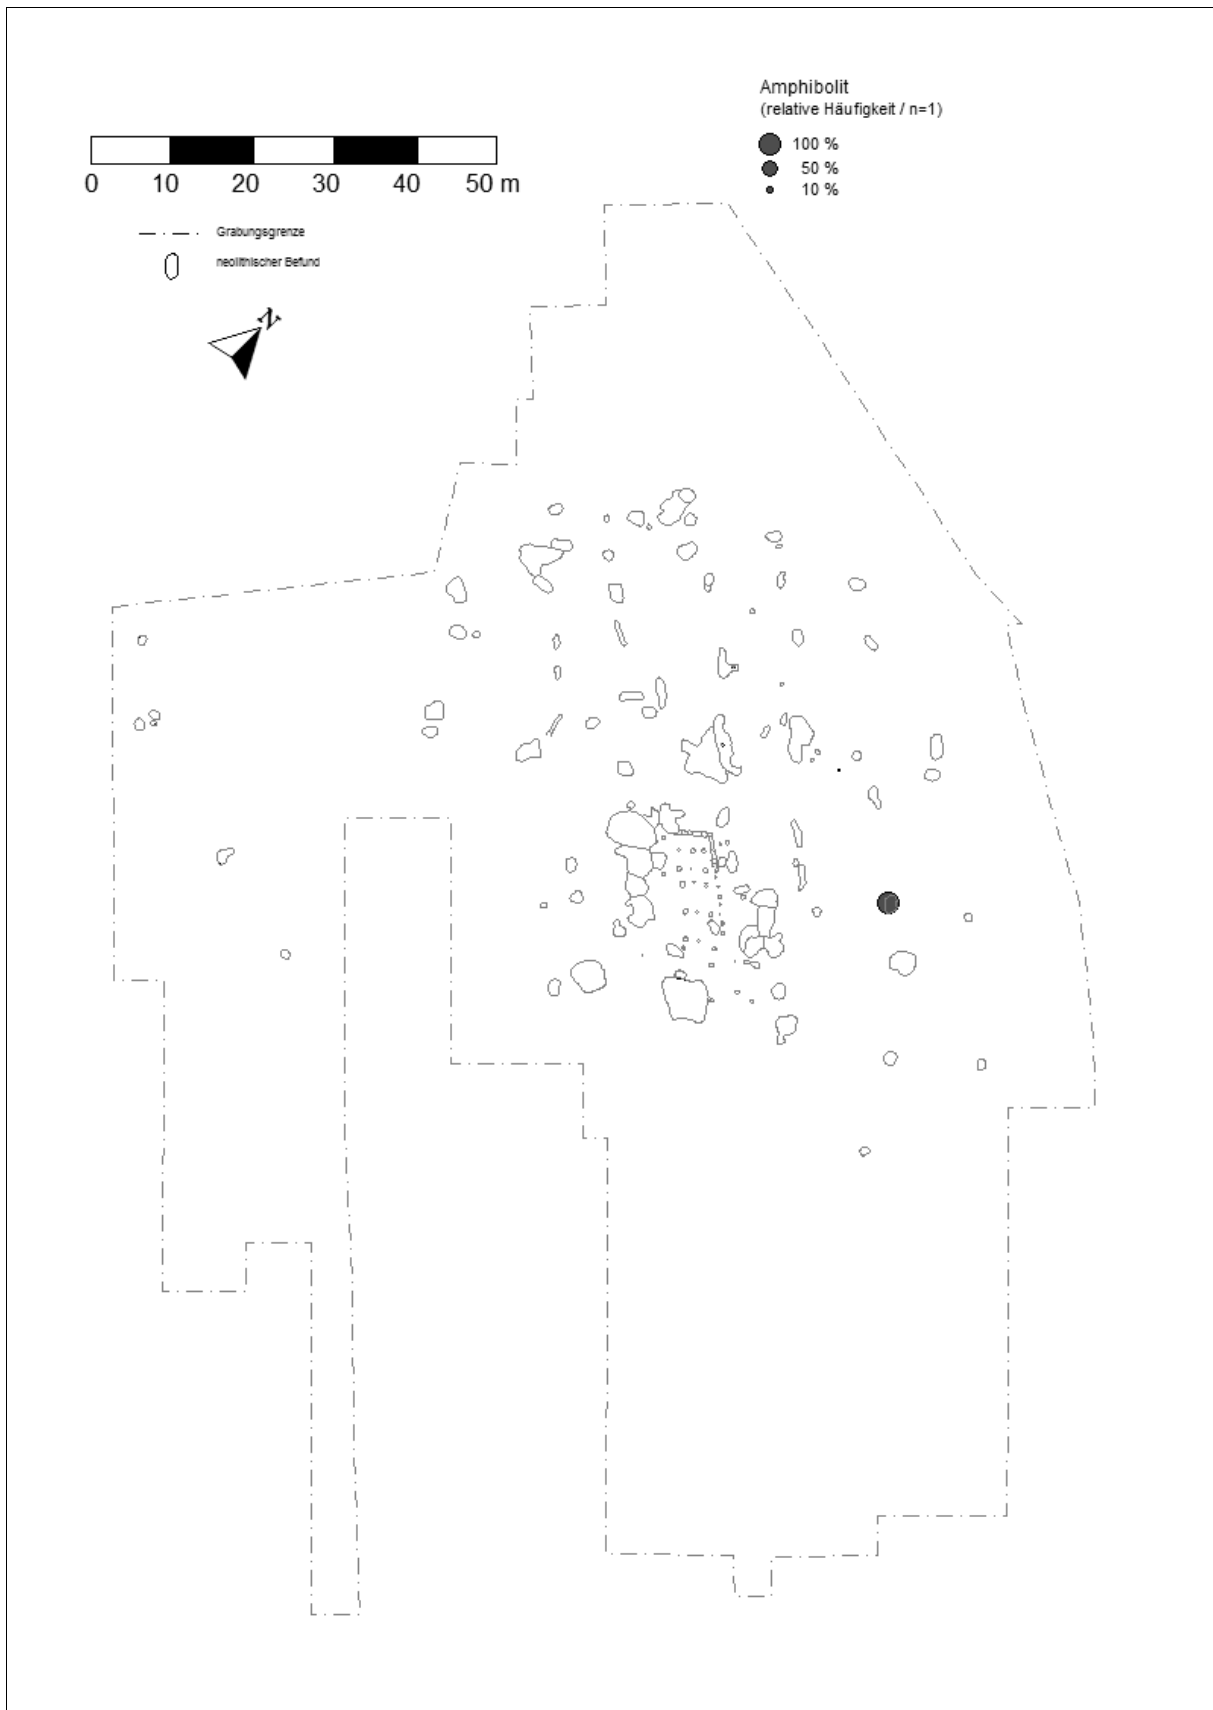 Amphibolit
(relative Häufigkeit / n=1)
100 %
50 %
10 %
0 10 20 30 40 50 m
Grabungsgrenze
neolithischer Befund
N